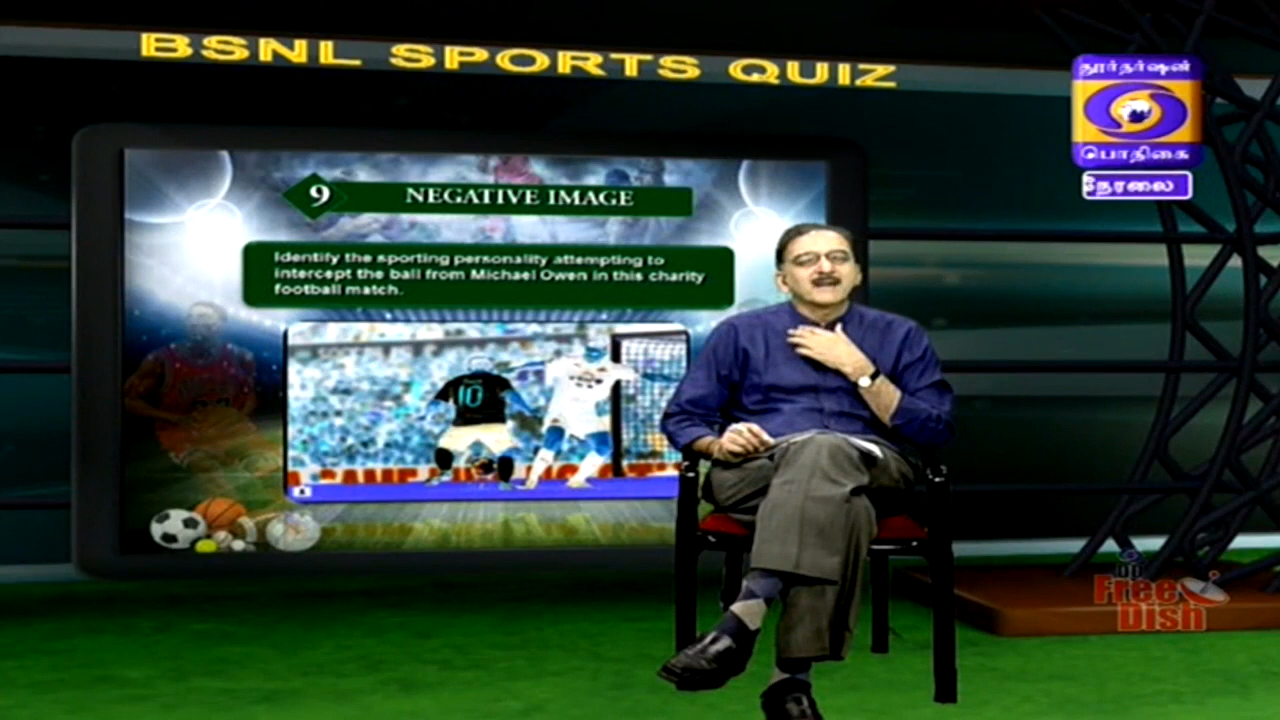 BSNL SPORTS QUIZ
தூர்தர்ஷன்
பொதிகை
நேரலை
9 NEGATIVE IMAGE
Identify the sporting personality attempting to
intercept the ball from Michael Owen in this charity
football match.
10
Free
Dish